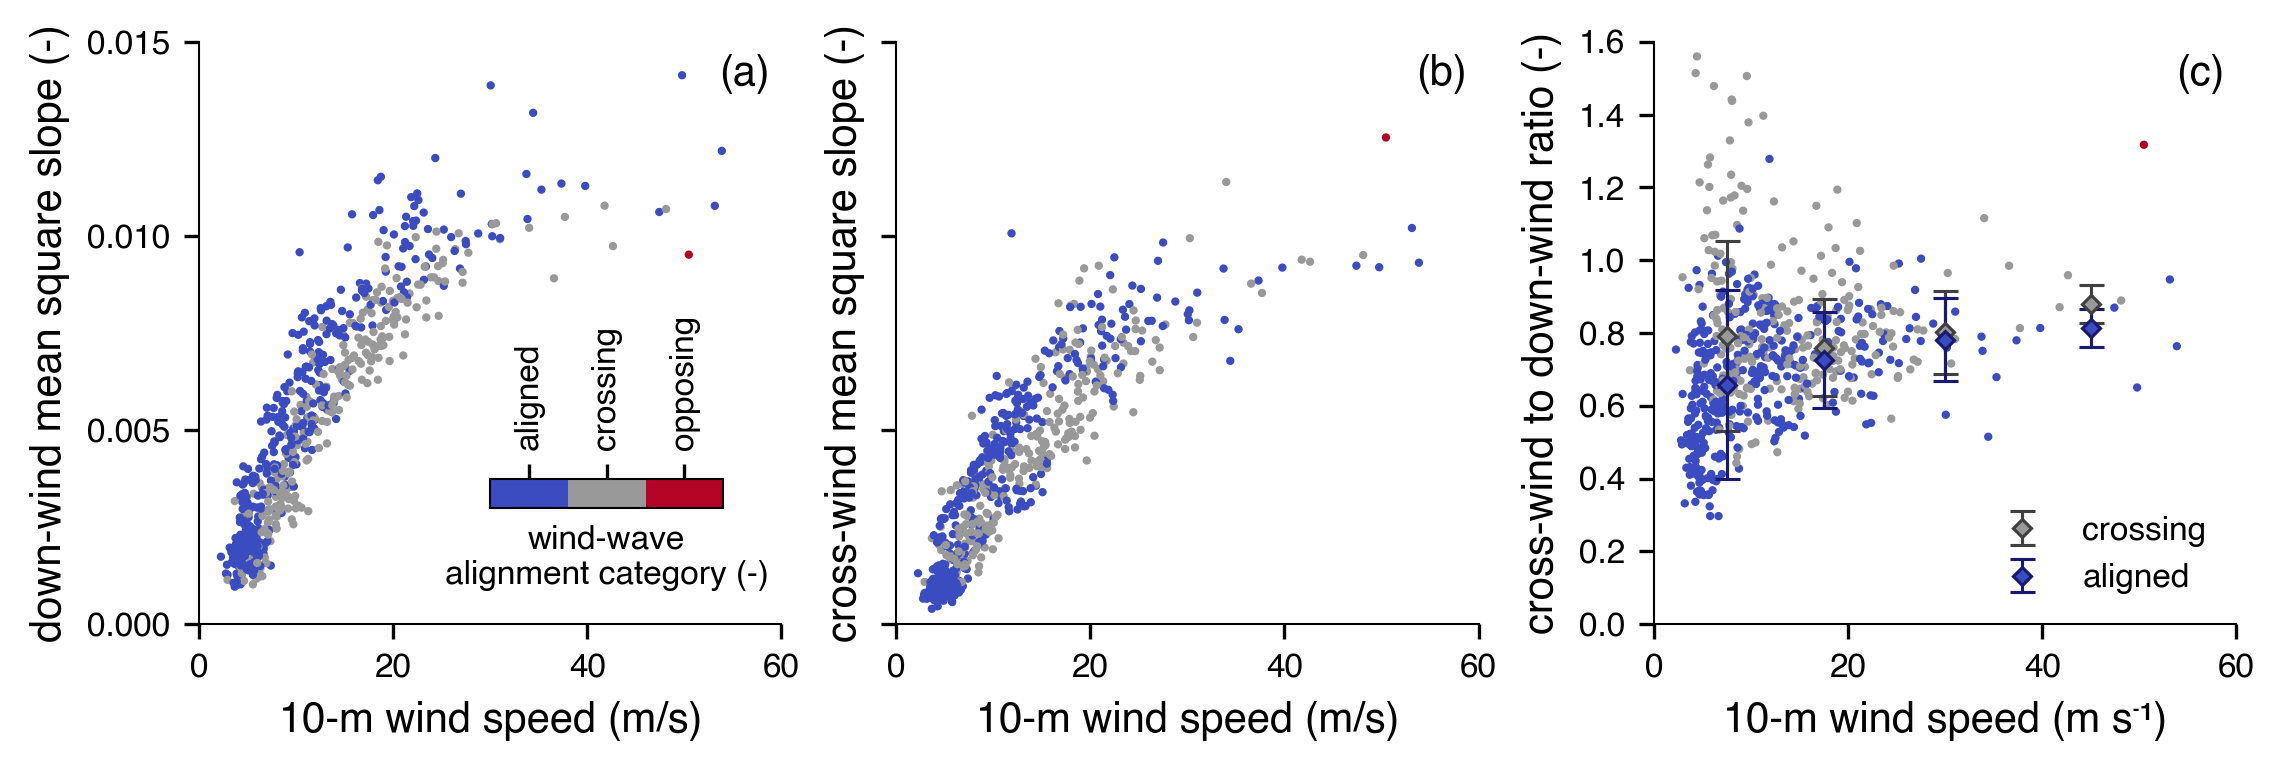 down-wind mean square slope (-)
0.015
0.010
0.005
0.000
0
20
40
60
10-m wind speed (m/s)
(a)
aligned
crossing
opposing
wind-wave
alignment category (-)
cross-wind mean square slope (-)
0
20
40
60
10-m wind speed (m/s)
(b)
cross-wind to down-wind ratio (-)
1.6
1.4
1.2
1.0
0.8
0.6
0.4
0.2
0.0
0
20
40
60
10-m wind speed (m s⁻¹)
(c)
crossing
aligned